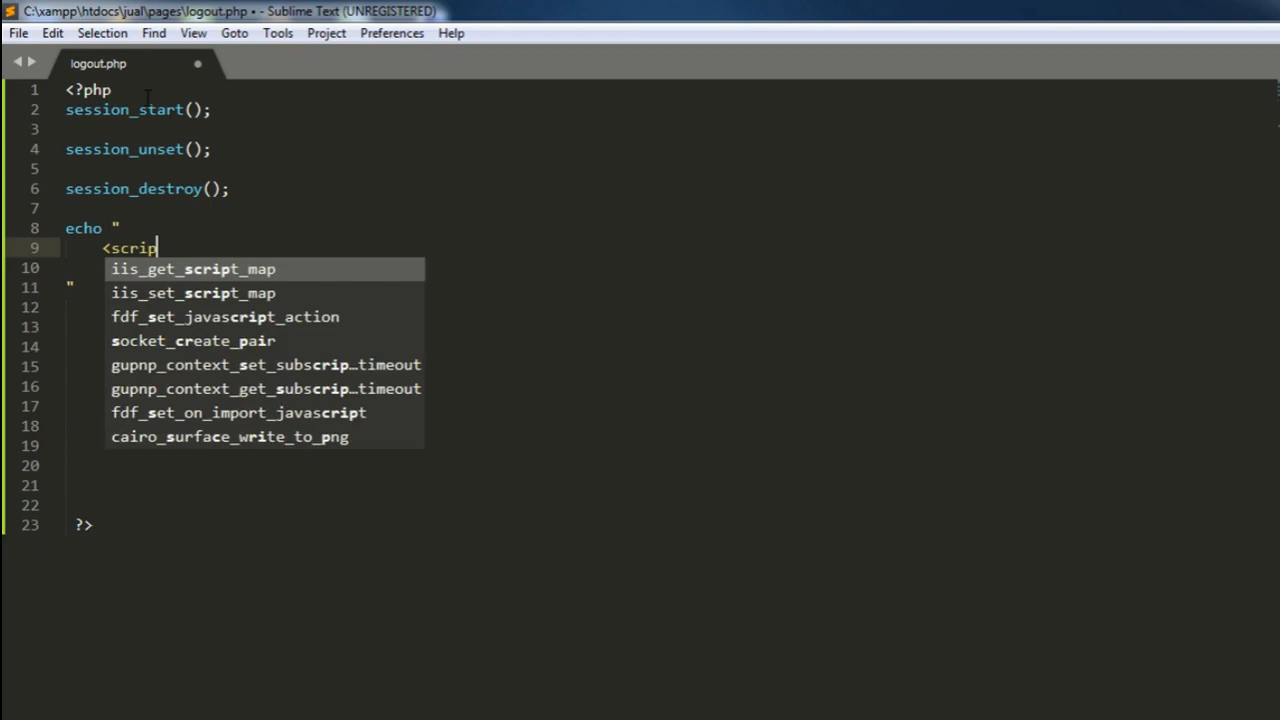 C:\xampp\htdocs\jual\pages\logout.php • - Sublime Text (UNREGISTERED)
File Edit Selection Find View Goto Tools Project Preferences Help
logout.php
1 <?php
2 session_start();
3
4 session_unset();
5
6 session_destroy();
7
8 echo "
9 <scrip
10 iis_get_script_map
iis_set_script_map
11 "
12 fdf_set_javascript_action
13
14 socket_create_pair
15 gupnp_context_set_subscrip…timeout
16 gupnp_context_get_subscrip…timeout
17 fdf_set_on_import_javascript
18 cairo_surface_write_to_png
19
20
21
22
23 ?>